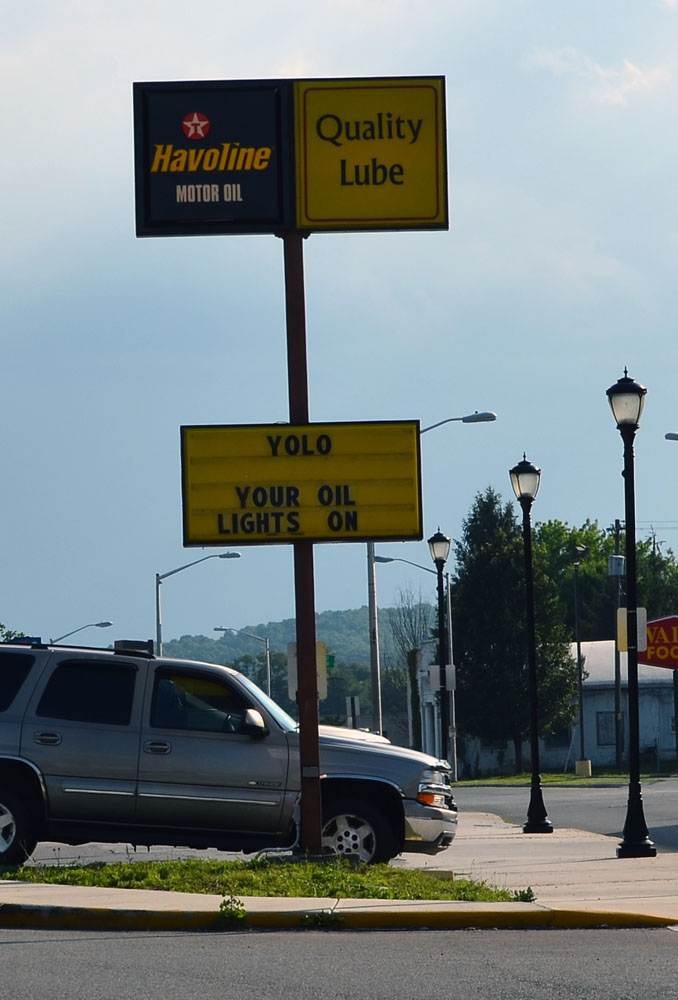 Havoline
MOTOR OIL
Quality
Lube
YOLO
YOUR OIL
LIGHTS ON